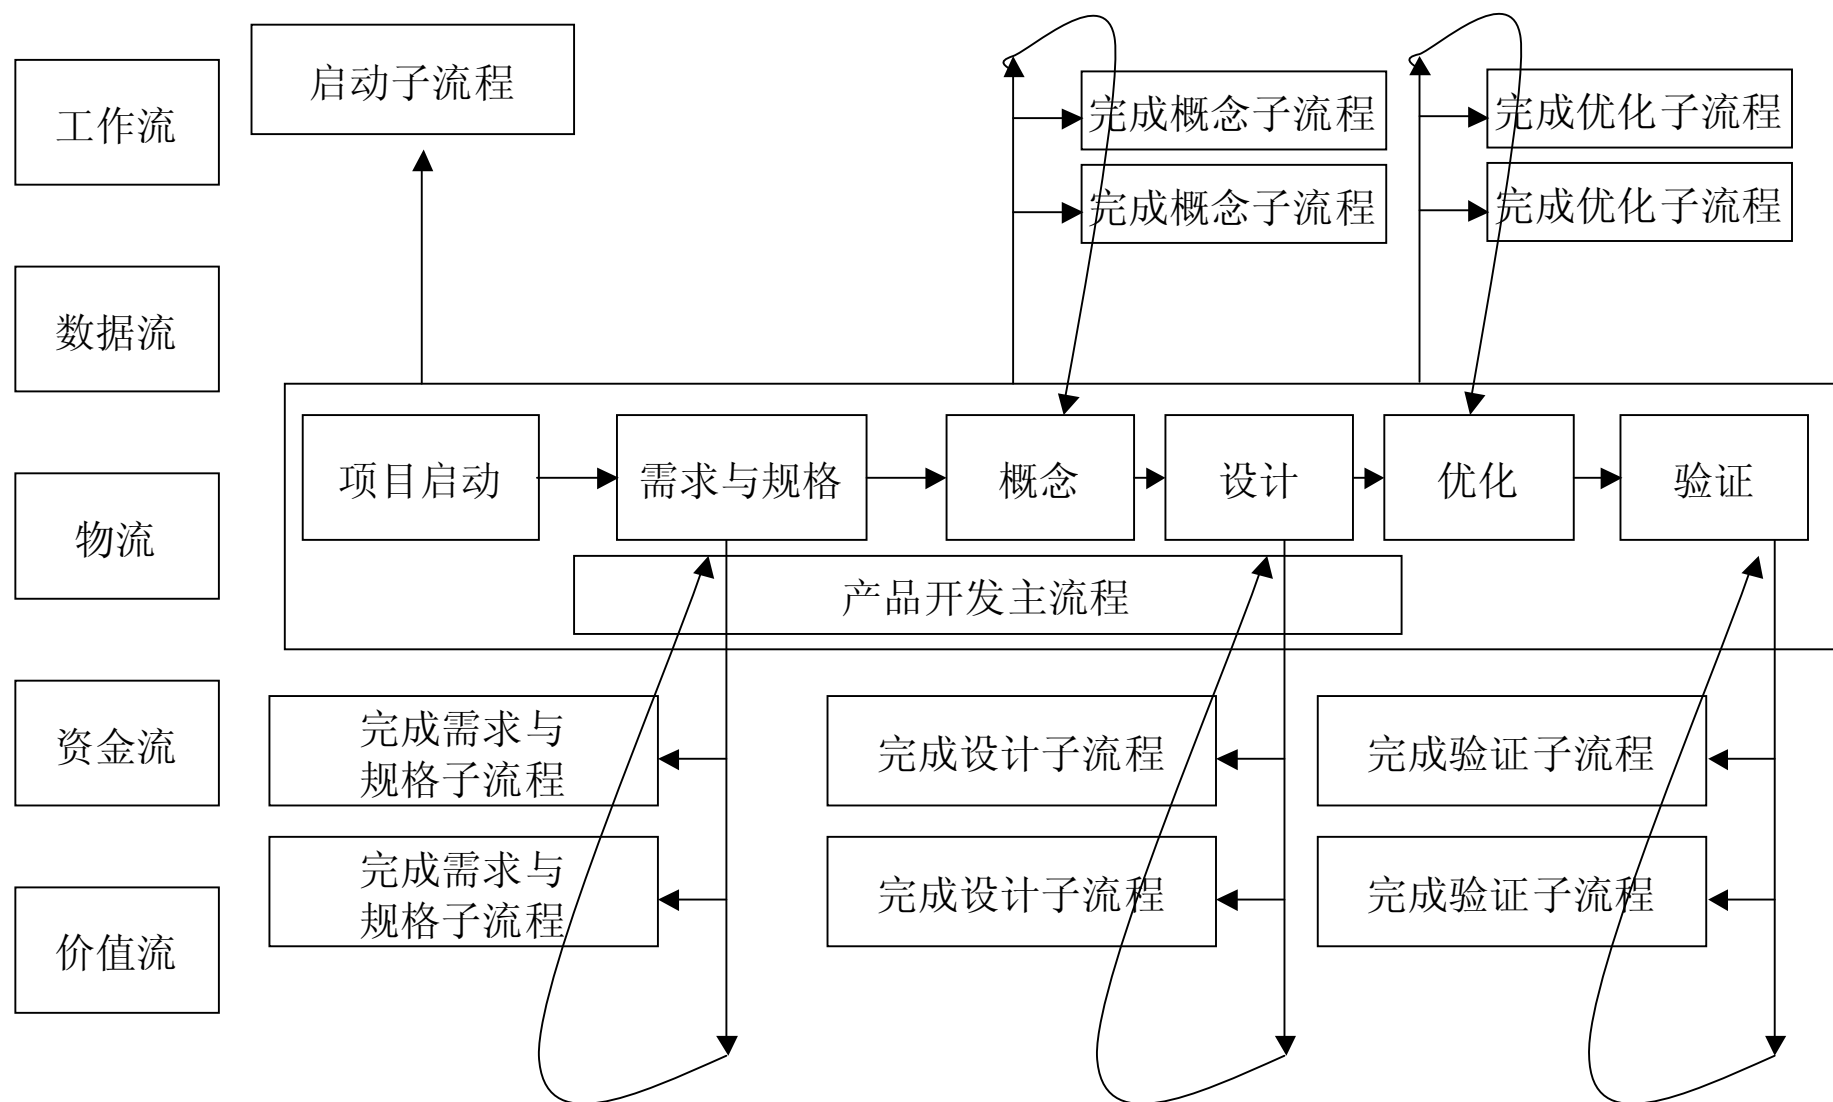 启动子流程
工作流
完成概念子流程
完成优化子流程
完成概念子流程
完成优化子流程
数据流
项目启动
需求与规格
概念
设计
优化
验证
物流
产品开发主流程
资金流
完成需求与
规格子流程
完成设计子流程
完成验证子流程
完成需求与
规格子流程
完成设计子流程
完成验证子流程
价值流